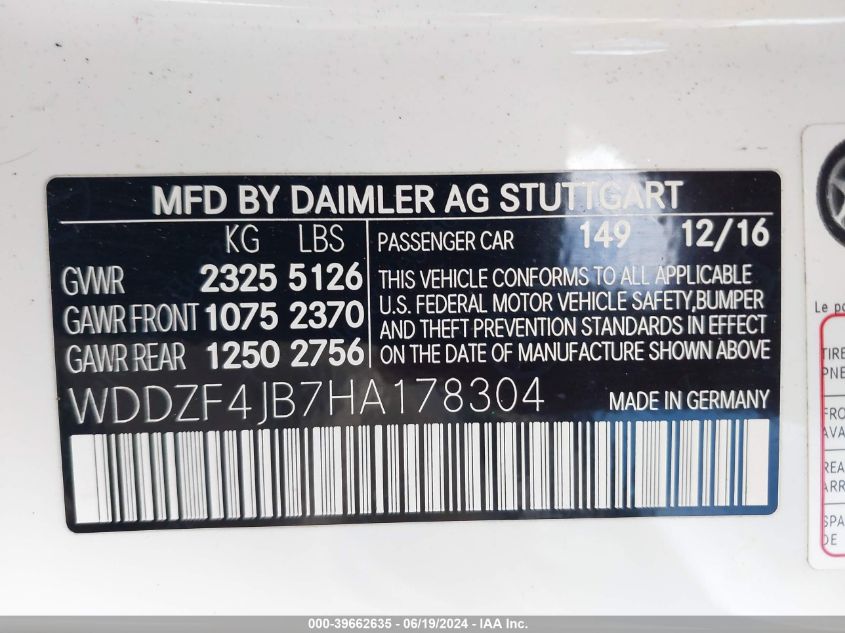 MFD BY DAIMLER AG STUTTGART
KG LBS
GVWR 2325 5126
GAWR FRONT 1075 2370
GAWR REAR 1250 2756
PASSENGER CAR 149 12/16
THIS VEHICLE CONFORMS TO ALL APPLICABLE
U.S. FEDERAL MOTOR VEHICLE SAFETY,BUMPER
AND THEFT PREVENTION STANDARDS IN EFFECT
ON THE DATE OF MANUFACTURE SHOWN ABOVE
WDDZF4JB7HA178304 MADE IN GERMANY
Le
TIRE
DE
000-39662635 - 06/19/2024 - IAA Inc.